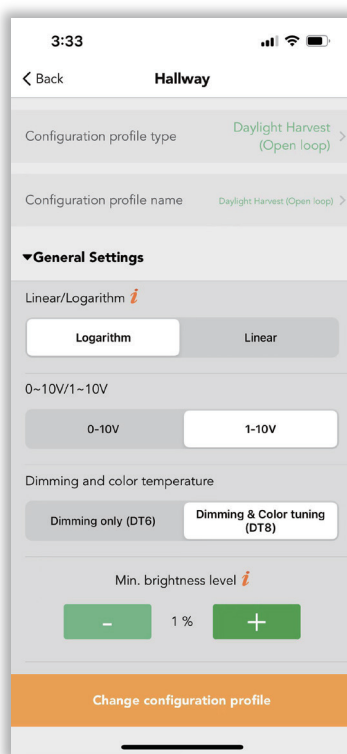 3:33
Back
Hallway
Configuration profile type
Daylight Harvest
(Open loop)
Configuration profile name
Daylight Harvest (Open loop)
▾General Settings
Linear/Logarithm i
Logarithm
Linear
0~10V/1~10V
0-10V
1-10V
Dimming and color temperature
Dimming only (DT6)
Dimming & Color tuning
(DT8)
Min. brightness level i
-
1 %
+
Change configuration profile